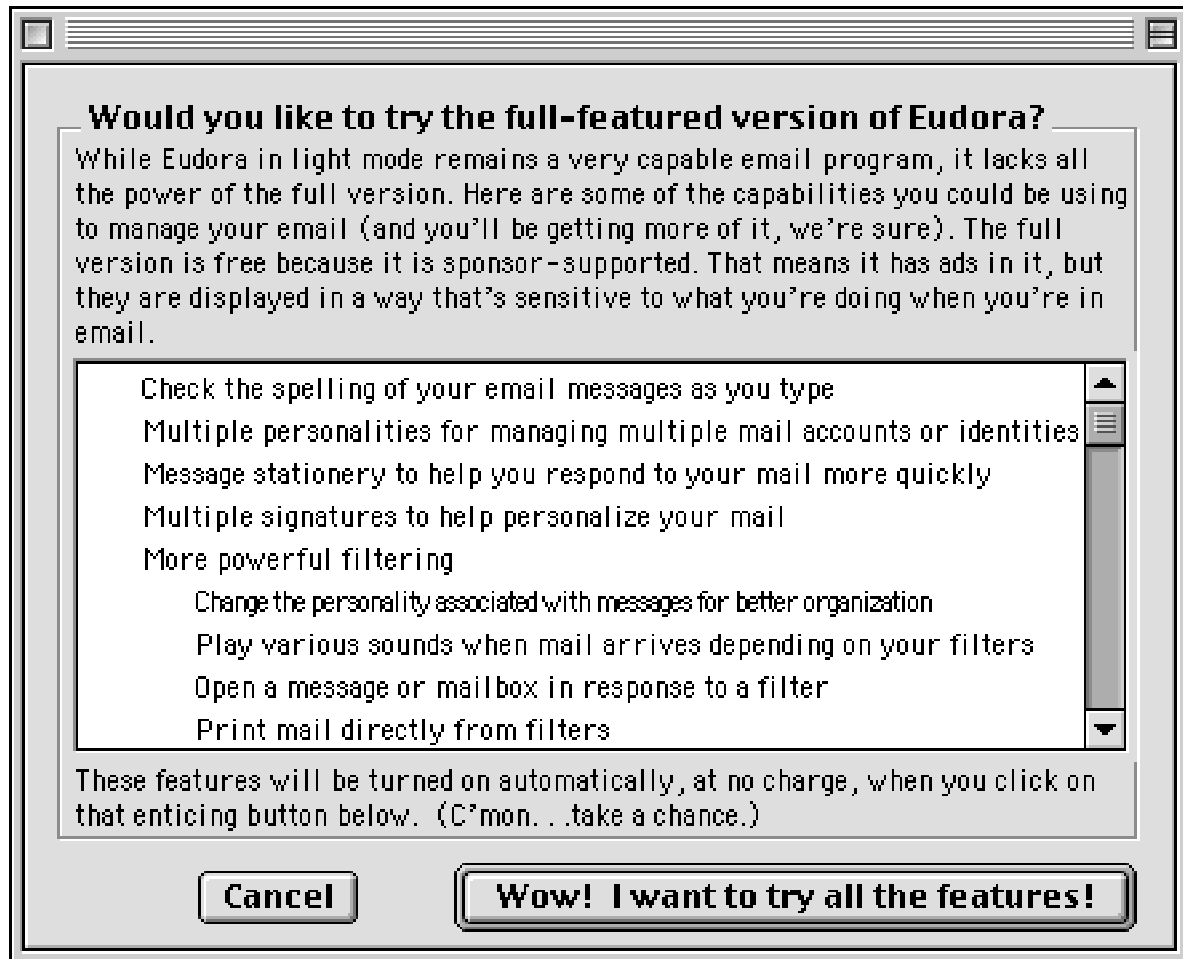 Would you like to try the full-featured version of Eudora?
While Eudora in light mode remains a very capable email program, it lacks all
the power of the full version. Here are some of the capabilities you could be using
to manage your email (and you'll be getting more of it, we're sure). The full
version is free because it is sponsor-supported. That means it has ads in it, but
they are displayed in a way that's sensitive to what you're doing when you're in
email.
Check the spelling of your email messages as you type
Multiple personalities for managing multiple mail accounts or identities
Message stationery to help you respond to your mail more quickly
Multiple signatures to help personalize your mail
More powerful filtering
Change the personality associated with messages for better organization
Play various sounds when mail arrives depending on your filters
Open a message or mailbox in response to a filter
Print mail directly from filters
These features will be turned on automatically, at no charge, when you click on
that enticing button below.  (C'mon. . .take a chance.)
Cancel
Wow!  I want to try all the features!